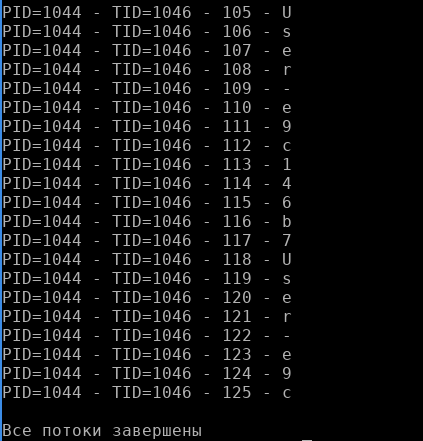 PID=1044 - TID=1046 - 105 - U
PID=1044 - TID=1046 - 106 - s
PID=1044 - TID=1046 - 107 - e
PID=1044 - TID=1046 - 108 - r
PID=1044 - TID=1046 - 109 - -
PID=1044 - TID=1046 - 110 - e
PID=1044 - TID=1046 - 111 - 9
PID=1044 - TID=1046 - 112 - c
PID=1044 - TID=1046 - 113 - 1
PID=1044 - TID=1046 - 114 - 4
PID=1044 - TID=1046 - 115 - 6
PID=1044 - TID=1046 - 116 - b
PID=1044 - TID=1046 - 117 - 7
PID=1044 - TID=1046 - 118 - U
PID=1044 - TID=1046 - 119 - s
PID=1044 - TID=1046 - 120 - e
PID=1044 - TID=1046 - 121 - r
PID=1044 - TID=1046 - 122 - -
PID=1044 - TID=1046 - 123 - e
PID=1044 - TID=1046 - 124 - 9
PID=1044 - TID=1046 - 125 - c
Все потоки завершены